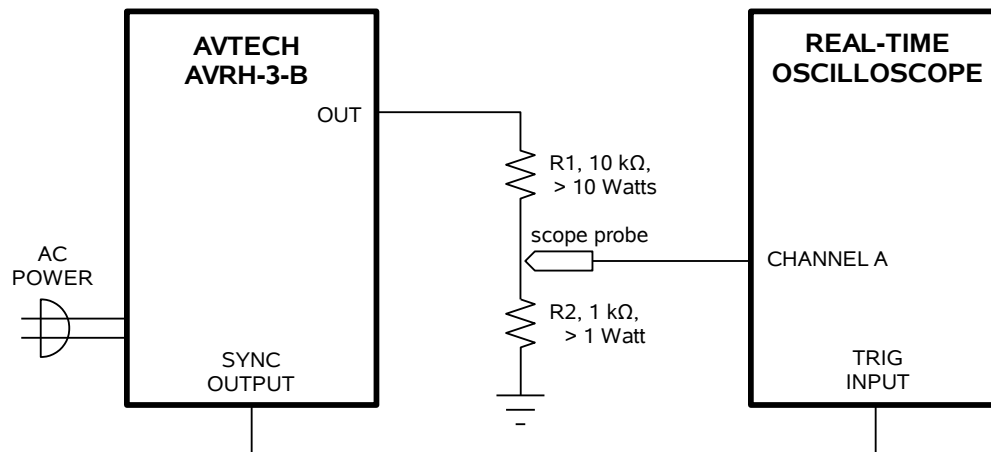 AVTECH
AVRH-3-B
OUT
R1, 10 kΩ,
> 10 Watts
scope probe
R2, 1 kΩ,
> 1 Watt
AC
POWER
SYNC
OUTPUT
REAL-TIME
OSCILLOSCOPE
CHANNEL A
TRIG
INPUT